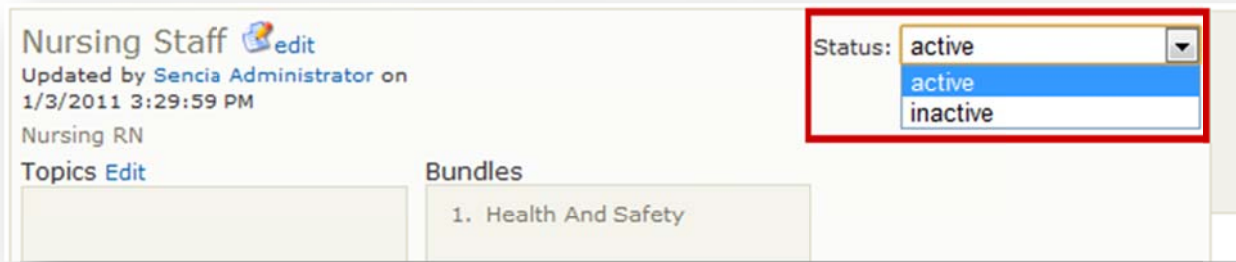 Nursing Staff edit
Status: active
Updated by Sencia Administrator on
1/3/2011 3:29:59 PM
active
inactive
Nursing RN
Topics Edit
Bundles
1. Health And Safety